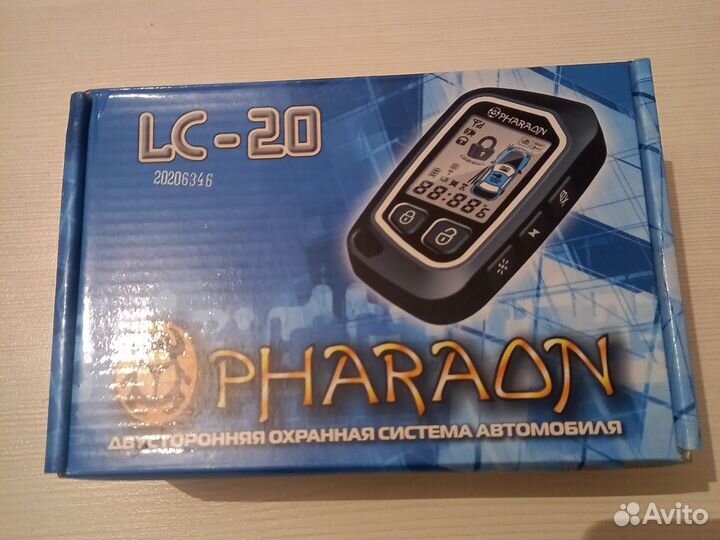 LC-20
20206346
PHARAON
88:88
PHARAON
ДВУСТОРОННЯЯ ОХРАННАЯ СИСТЕМА АВТОМОБИЛЯ
Avito